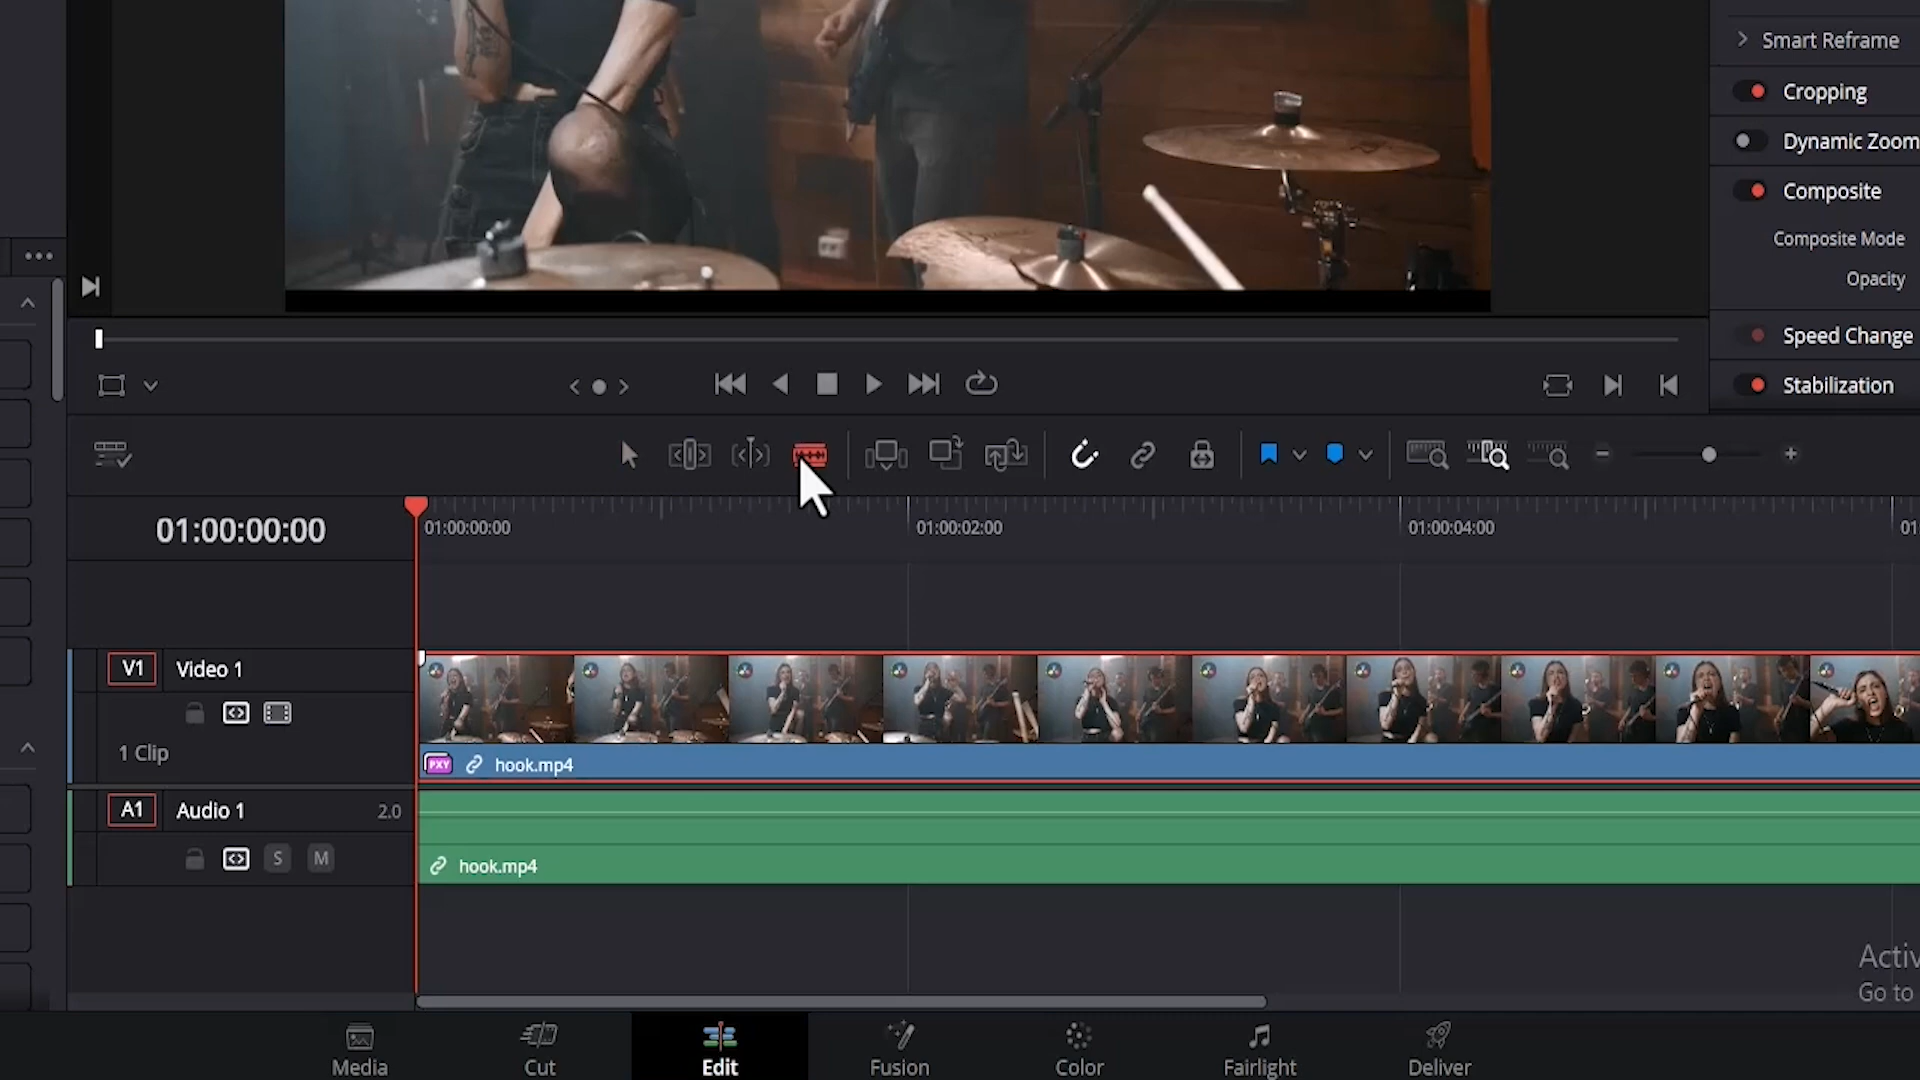 Smart Reframe
Cropping
Dynamic Zoom
Composite
Composite Mode
Opacity
Speed Change
Stabilization
01:00:00:00
01:00:00:00
01:00:02:00
01:00:04:00
01
V1
Video 1
1 Clip
PXY
hook.mp4
A1
Audio 1
2.0
S
M
hook.mp4
Activ
Go to
Media
Cut
Edit
Fusion
Color
Fairlight
Deliver